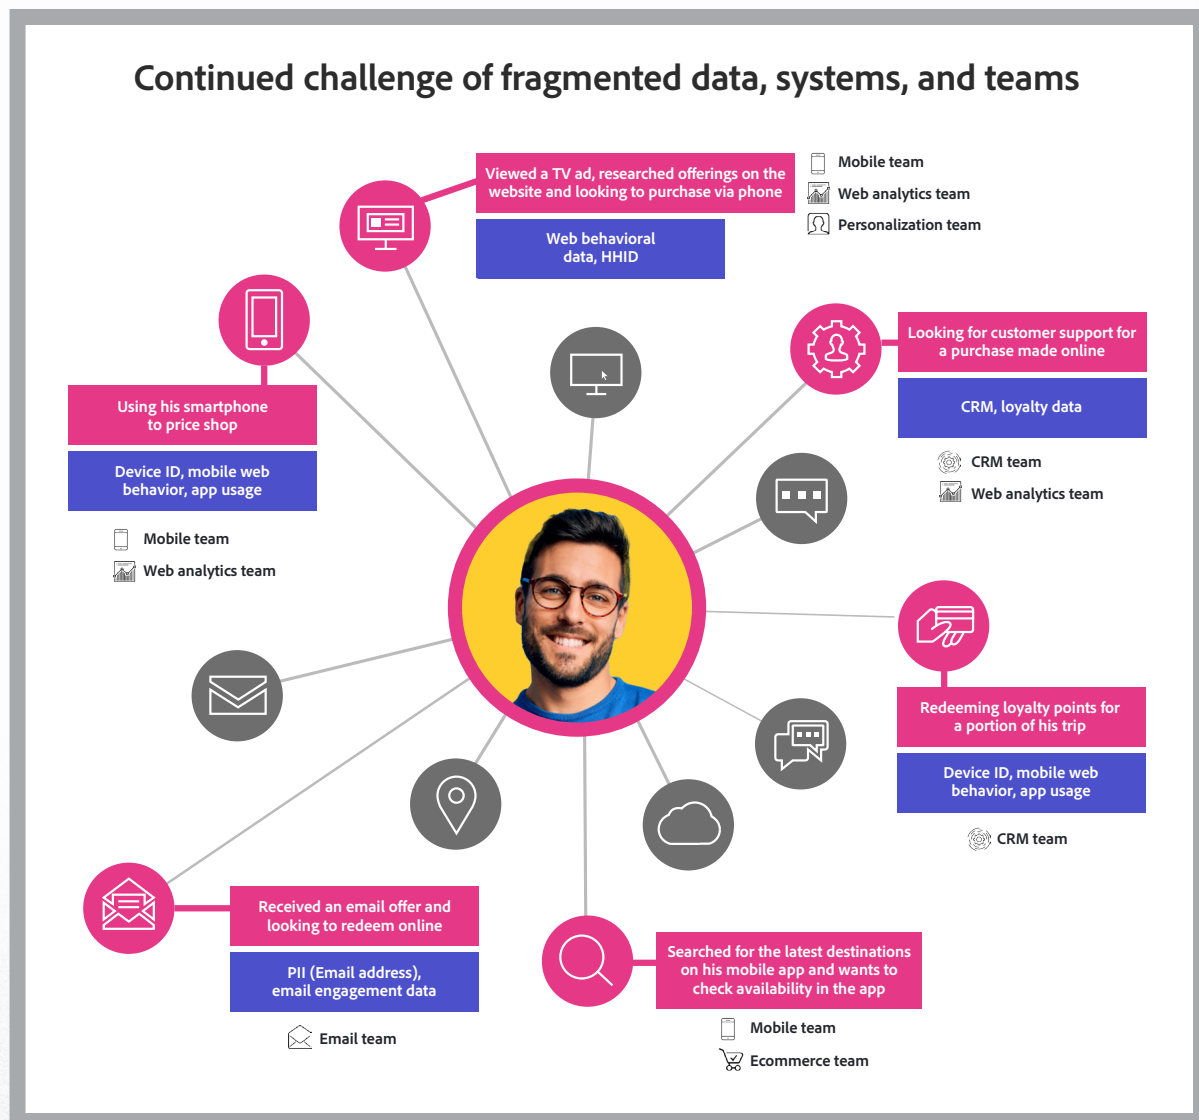 Continued challenge of fragmented data, systems, and teams
Viewed a TV ad, researched offerings on the
website and looking to purchase via phone
Web behavioral
data, HHID
Mobile team
Web analytics team
Personalization team
Looking for customer support for
a purchase made online
CRM, loyalty data
CRM team
Web analytics team
Using his smartphone
to price shop
Device ID, mobile web
behavior, app usage
Mobile team
Web analytics team
Redeeming loyalty points for
a portion of his trip
Device ID, mobile web
behavior, app usage
CRM team
Received an email offer and
looking to redeem online
PII (Email address),
email engagement data
Email team
Searched for the latest destinations
on his mobile app and wants to
check availability in the app
Mobile team
Ecommerce team